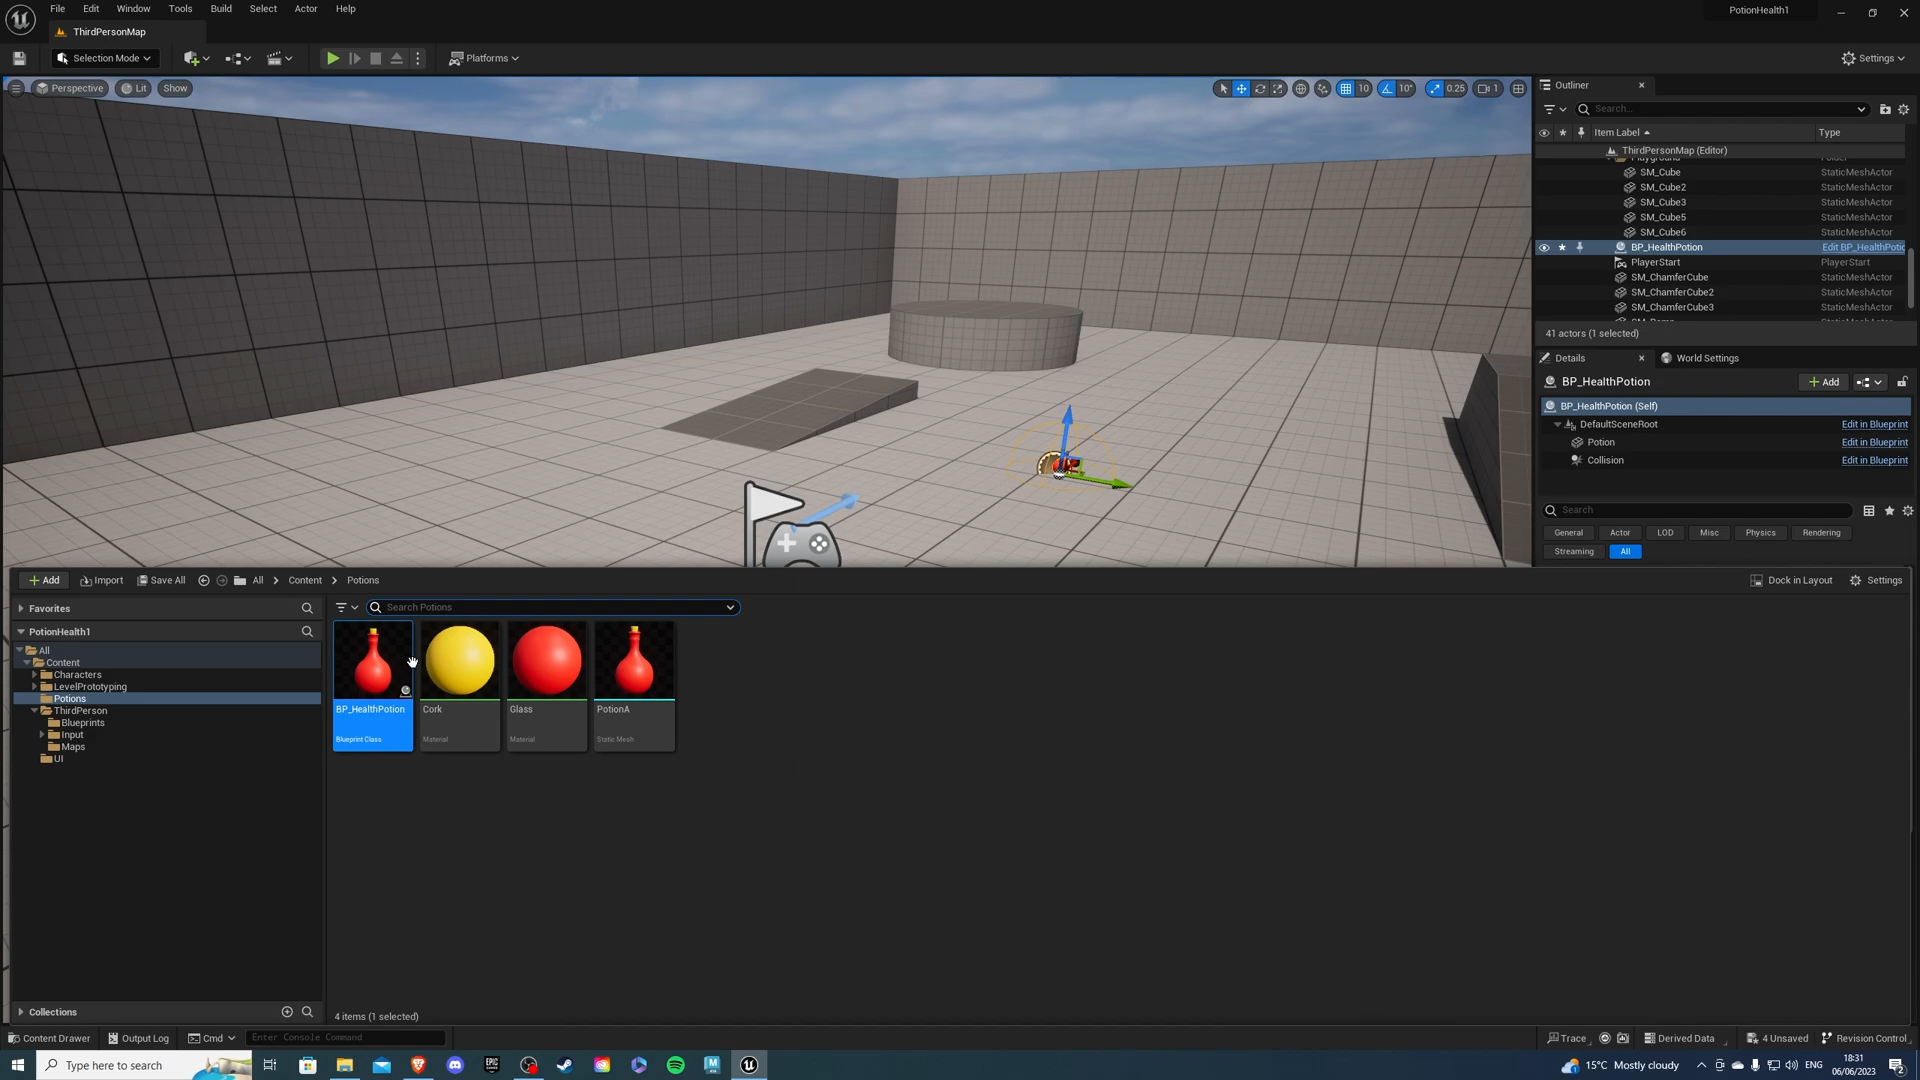 File Edit Window Tools Build Select Actor Help PotionHealth1
ThirdPersonMap
Selection Mode Platforms Settings
Perspective Lit Show 10 10° 0.25 1
Outliner
Search...
Item Label Type
ThirdPersonMap (Editor)
Playground Folder
SM_Cube StaticMeshActor
SM_Cube2 StaticMeshActor
SM_Cube3 StaticMeshActor
SM_Cube5 StaticMeshActor
SM_Cube6 StaticMeshActor
BP_HealthPotion Edit BP_HealthPotio
PlayerStart PlayerStart
SM_ChamferCube StaticMeshActor
SM_ChamferCube2 StaticMeshActor
SM_ChamferCube3 StaticMeshActor
41 actors (1 selected)
Details World Settings
BP_HealthPotion Add
BP_HealthPotion (Self)
DefaultSceneRoot Edit in Blueprint
Potion Edit in Blueprint
Collision Edit in Blueprint
Search
General Actor LOD Misc Physics Rendering
Streaming All
Add Import Save All All Content Potions Dock in Layout Settings
Favorites
Search Potions
PotionHealth1
All
Content
Characters
LevelPrototyping
Potions
ThirdPerson
Blueprints
Input
Maps
UI
BP_HealthPotion Cork Glass PotionA
Blueprint Class Material Material Static Mesh
Collections
4 items (1 selected)
Content Drawer Output Log Cmd Enter Console Command Trace Derived Data 4 Unsaved Revision Control
Type here to search 15°C Mostly cloudy ENG 18:31
06/06/2023 2